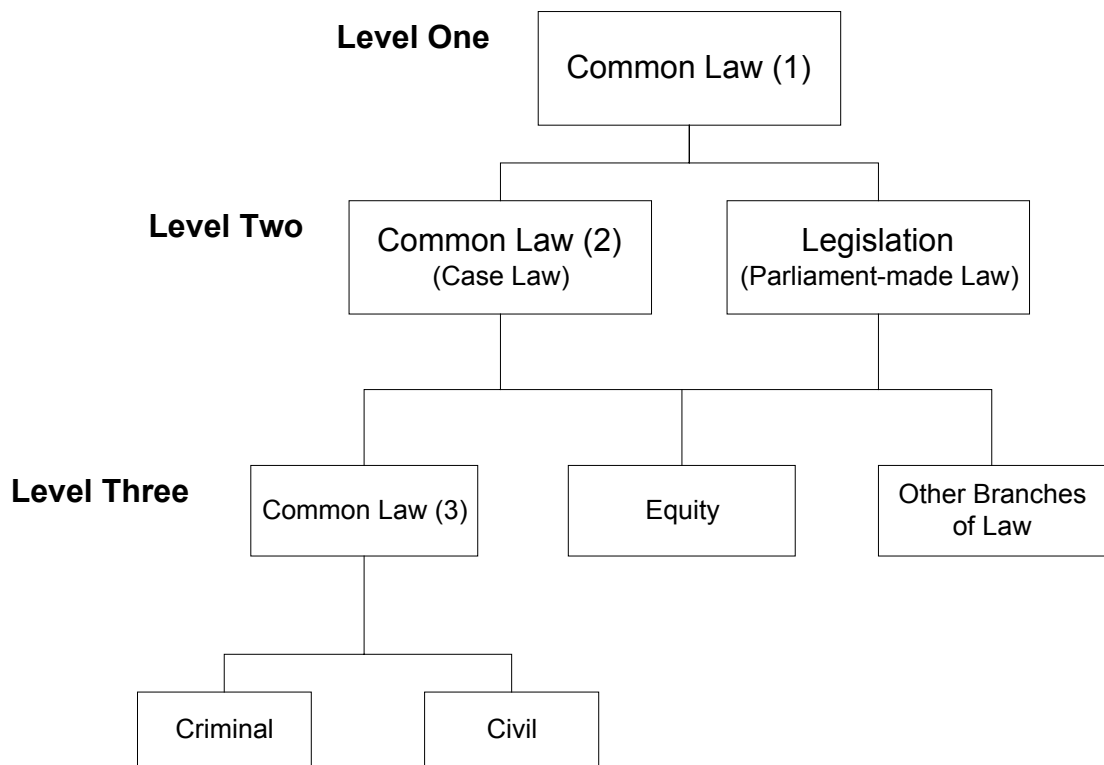 Level One
Common Law (1)
Level Two
Common Law (2)
(Case Law)
Legislation
(Parliament-made Law)
Level Three
Common Law (3)
Equity
Other Branches
of Law
Criminal
Civil